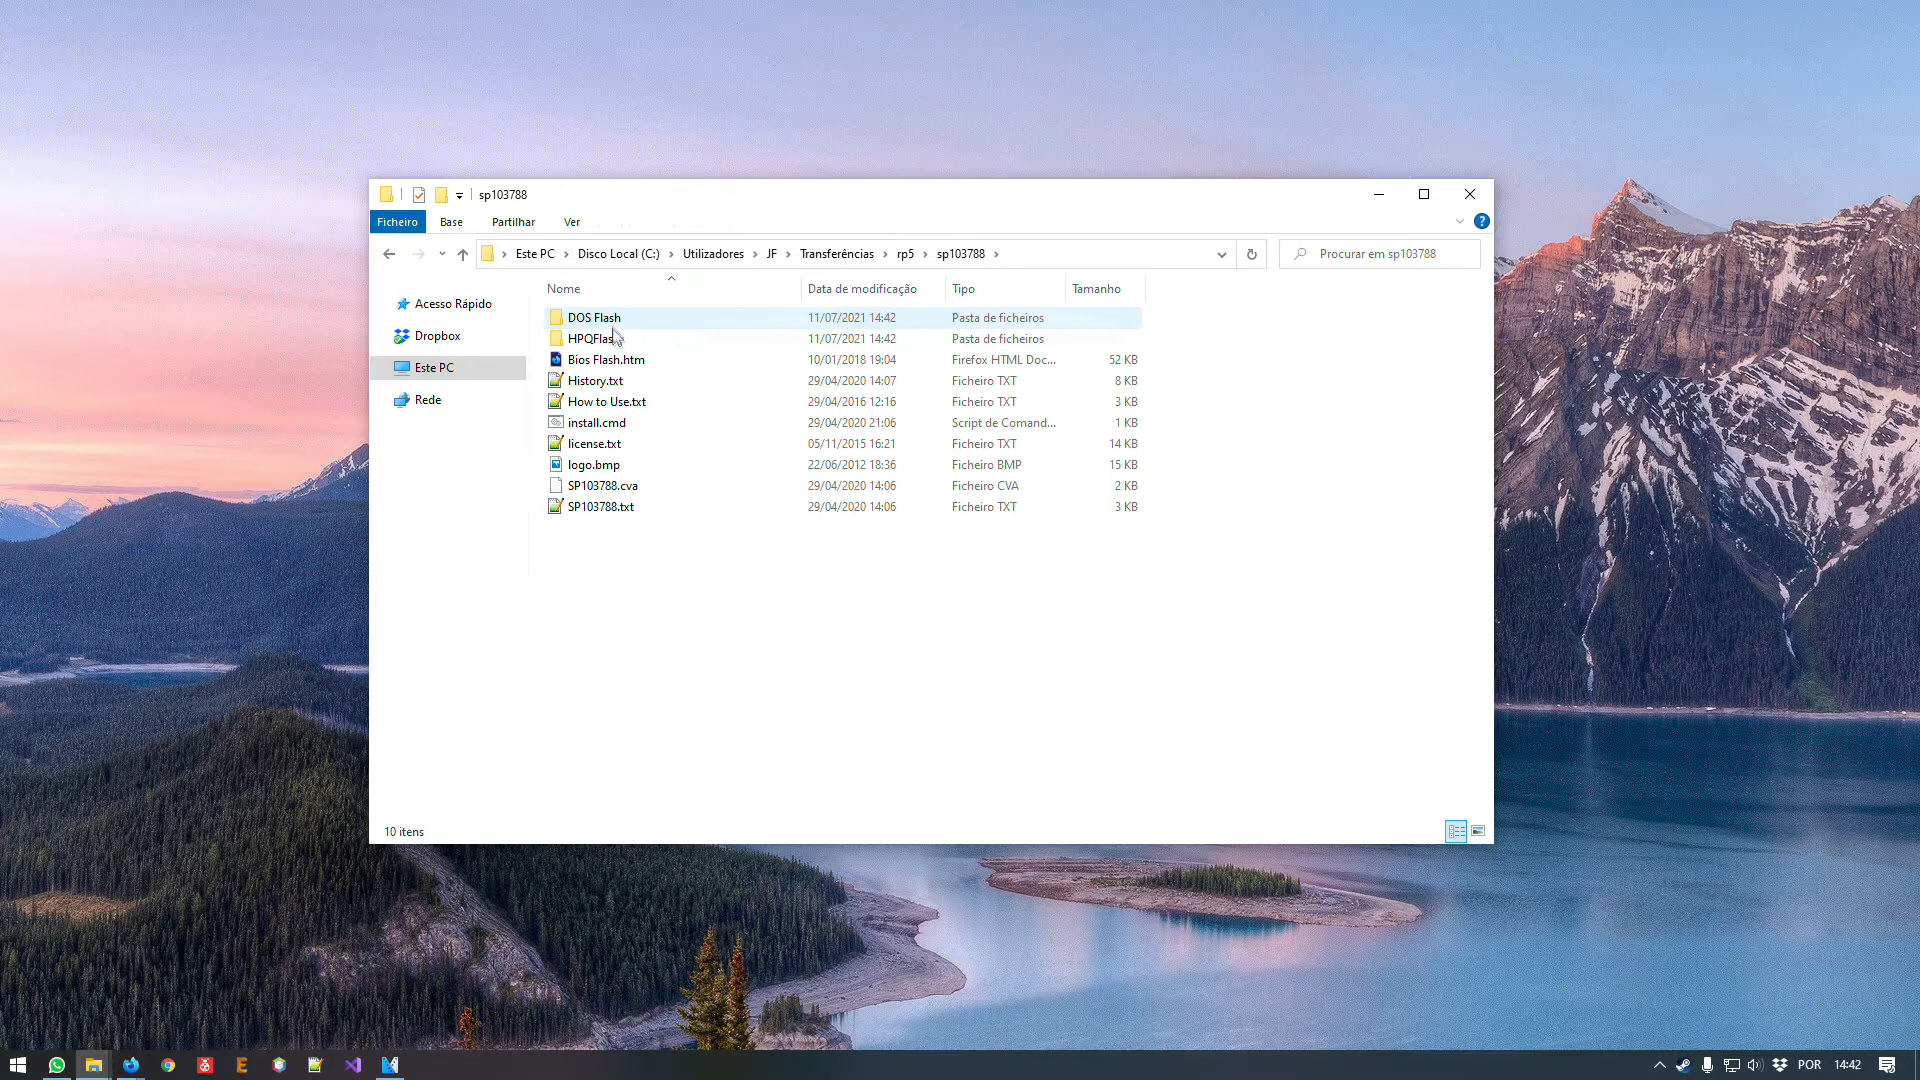 sp103788
Ficheiro Base Partilhar Ver
Este PC Disco Local (C:) Utilizadores JF Transferências rp5 sp103788 Procurar em sp103788
Nome Data de modificação Tipo Tamanho
Acesso Rápido
Dropbox
Este PC
Rede
DOS Flash 11/07/2021 14:42 Pasta de ficheiros
HPQFlas 11/07/2021 14:42 Pasta de ficheiros
Bios Flash.htm 10/01/2018 19:04 Firefox HTML Doc... 52 KB
History.txt 29/04/2020 14:07 Ficheiro TXT 8 KB
How to Use.txt 29/04/2016 12:16 Ficheiro TXT 3 KB
install.cmd 29/04/2020 21:06 Script de Comand... 1 KB
license.txt 05/11/2015 16:21 Ficheiro TXT 14 KB
logo.bmp 22/06/2012 18:36 Ficheiro BMP 15 KB
SP103788.cva 29/04/2020 14:06 Ficheiro CVA 2 KB
SP103788.txt 29/04/2020 14:06 Ficheiro TXT 3 KB
10 itens
POR 14:42